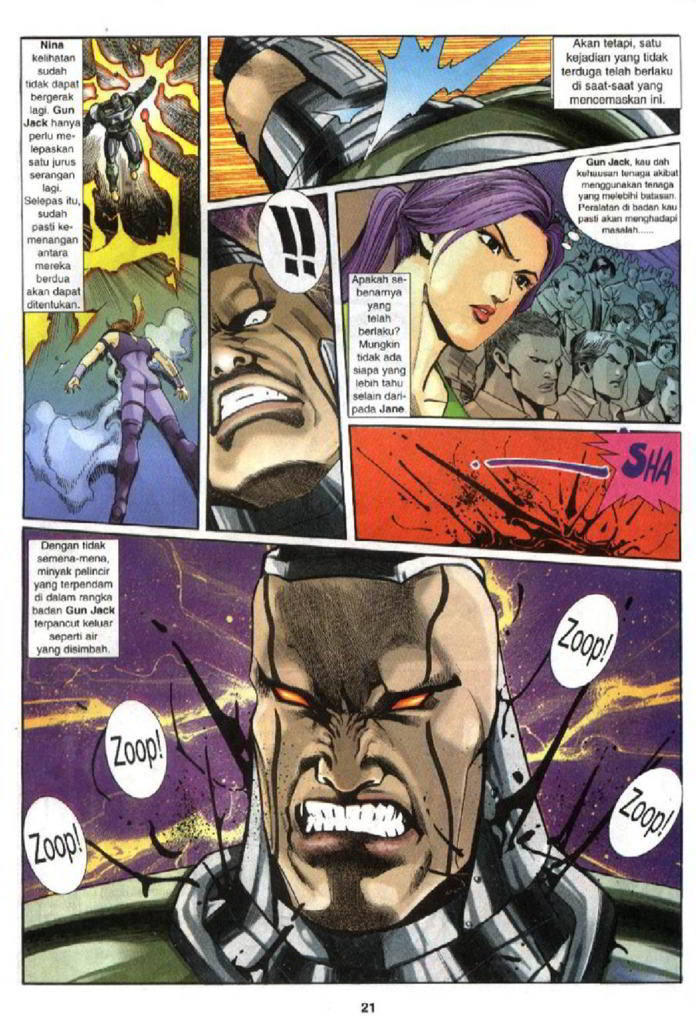 Nina
kelihatan
sudah
tidak dapat
bergerak
lagi. Gun
Jack hanya
perlu me-
lepaskan
satu jurus
serangan
lagi.
Selepas itu,
sudah
pasti ke-
menangan
antara
mereka
berdua
akan dapat
ditentukan.
Akan tetapi, satu
kejadian yang tidak
terduga telah berlaku
di saat-saat yang
mencemaskan ini.
!!
Gun Jack, kau dah
kehausan tenaga akibat
menggunakan tenaga
yang melebihi batasan.
Peralatan di badan kau
pasti akan menghadapi
masalah......
Apakah se-
benarnya
yang
telah
berlaku?
Mungkin
tidak ada
siapa yang
lebih tahu
selain dari-
pada Jane.
SHA
Dengan tidak
semena-mena,
minyak pelincir
yang terpendam
di dalam rangka
badan Gun Jack
terpancut keluar
seperti air
yang disimbah.
Zoop!
Zoop!
Zoop!
Zoop!
21